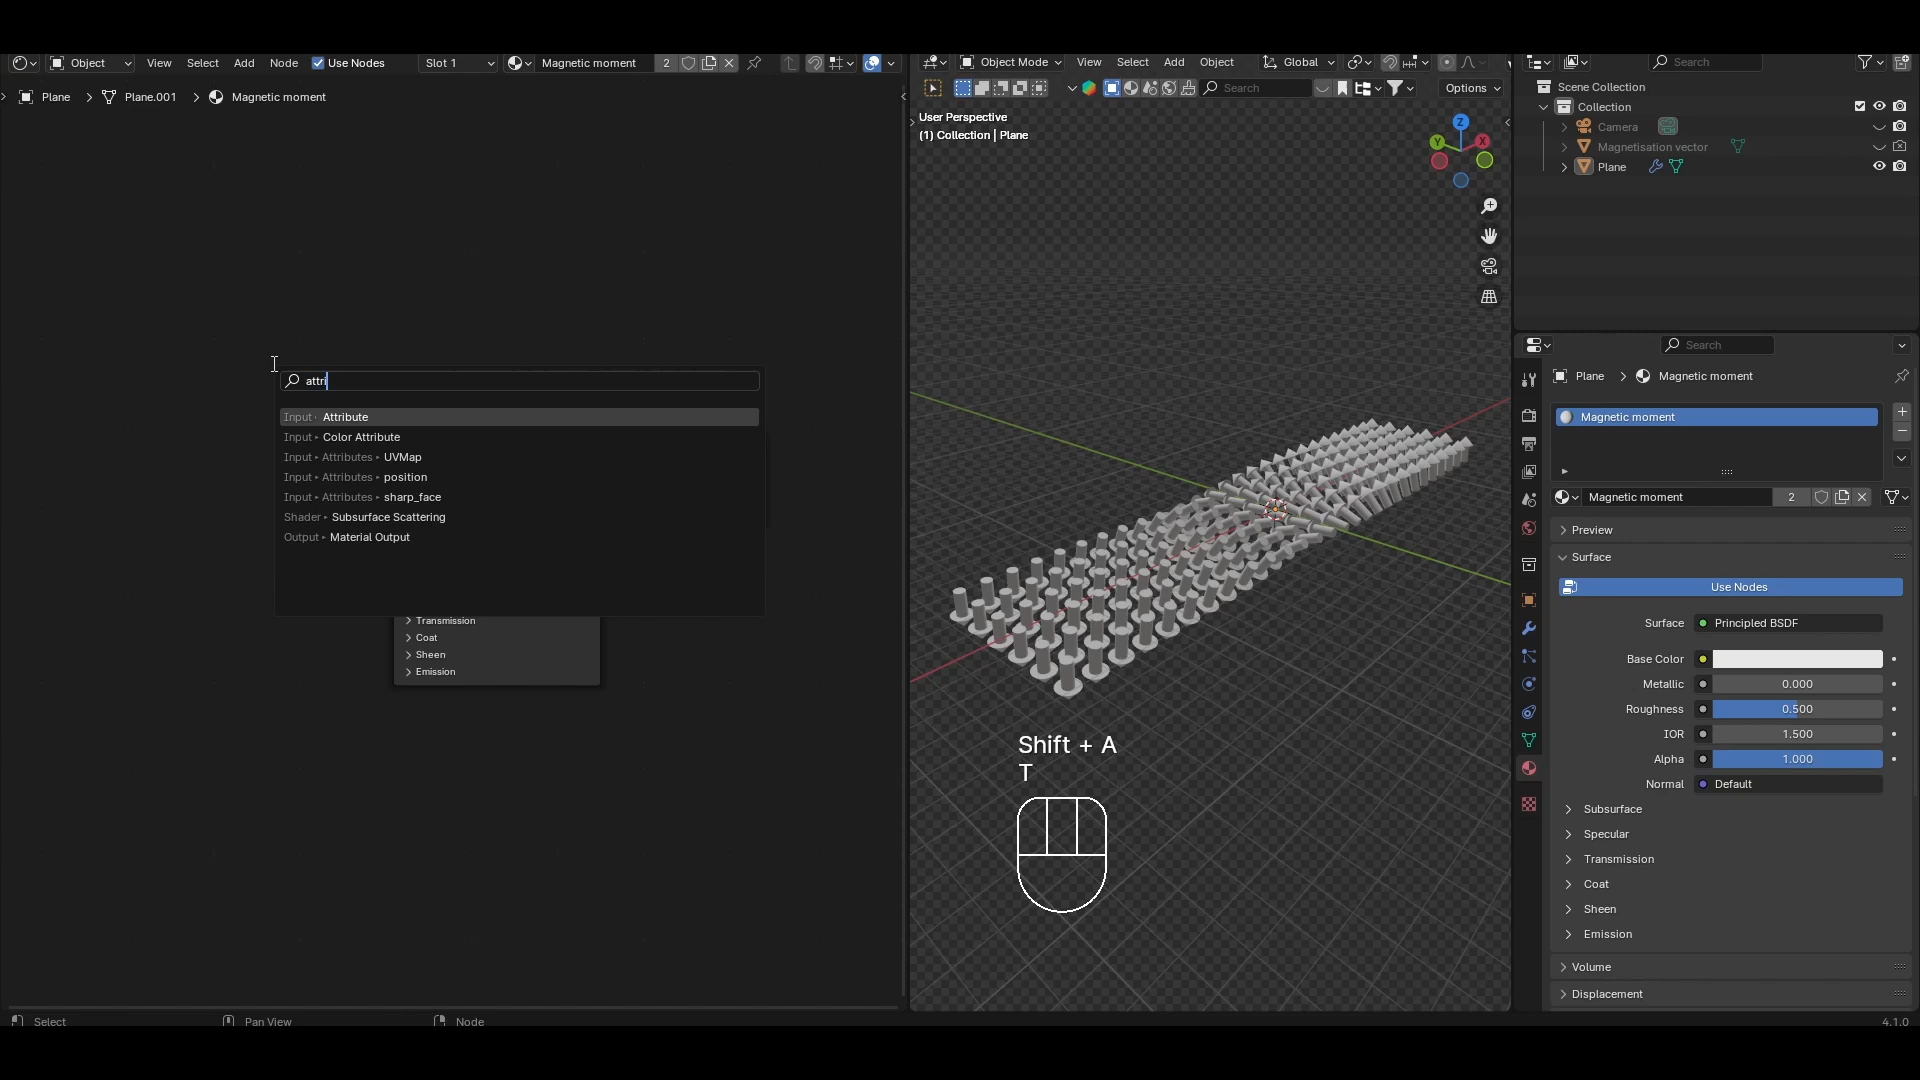 Object View Select Add Node Use Nodes Slot 1 Magnetic moment 2
Plane Plane.001 Magnetic moment
attri
Input Attribute
Input Color Attribute
Input Attributes UVMap
Input Attributes position
Input Attributes sharp_face
Shader Subsurface Scattering
Output Material Output
Transmission
Coat
Sheen
Emission
Select Pan View Node
Object Mode View Select Add Object Global
Search Options
User Perspective
(1) Collection | Plane
Z
Y X
Shift + A
T
Search
Scene Collection
Collection
Camera
Magnetisation vector
Plane
Search
Plane Magnetic moment
Magnetic moment
Magnetic moment 2
Preview
Surface
Use Nodes
Surface Principled BSDF
Base Color
Metallic 0.000
Roughness 0.500
IOR 1.500
Alpha 1.000
Normal Default
Subsurface
Specular
Transmission
Coat
Sheen
Emission
Volume
Displacement
4.1.0